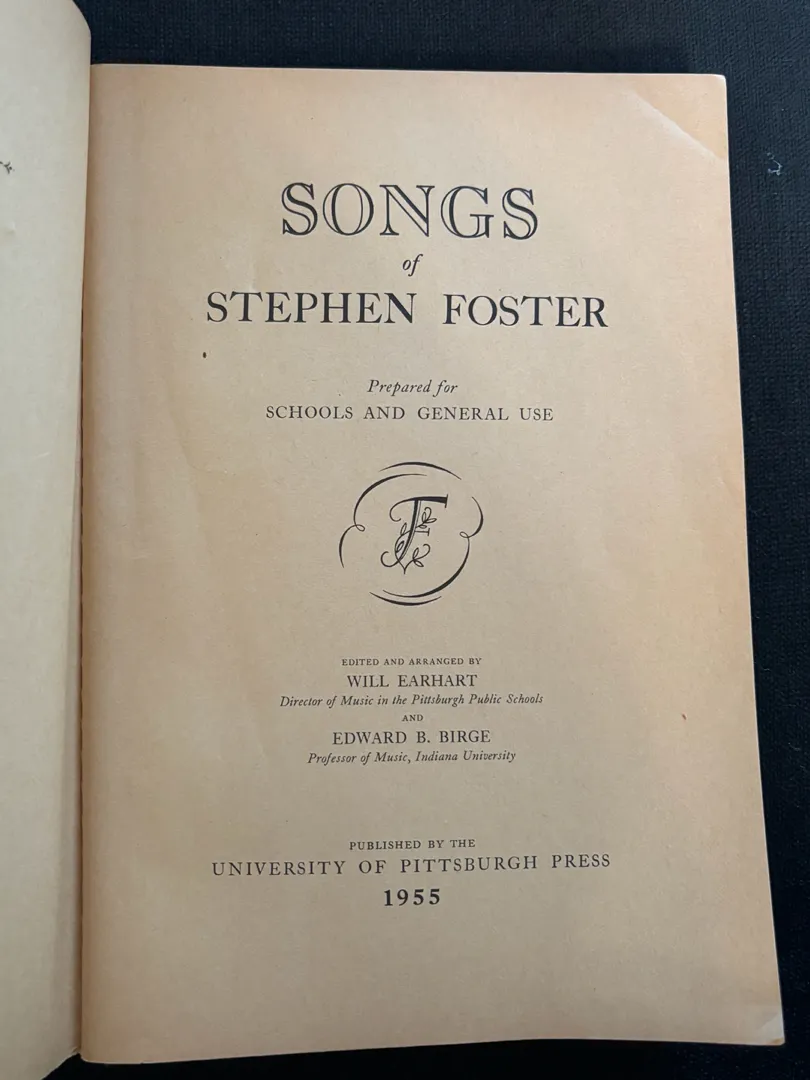 SONGS
of
STEPHEN FOSTER
Prepared for
SCHOOLS AND GENERAL USE
F
EDITED AND ARRANGED BY
WILL EARHART
Director of Music in the Pittsburgh Public Schools
AND
EDWARD B. BIRGE
Professor of Music, Indiana University
PUBLISHED BY THE
UNIVERSITY OF PITTSBURGH PRESS
1955